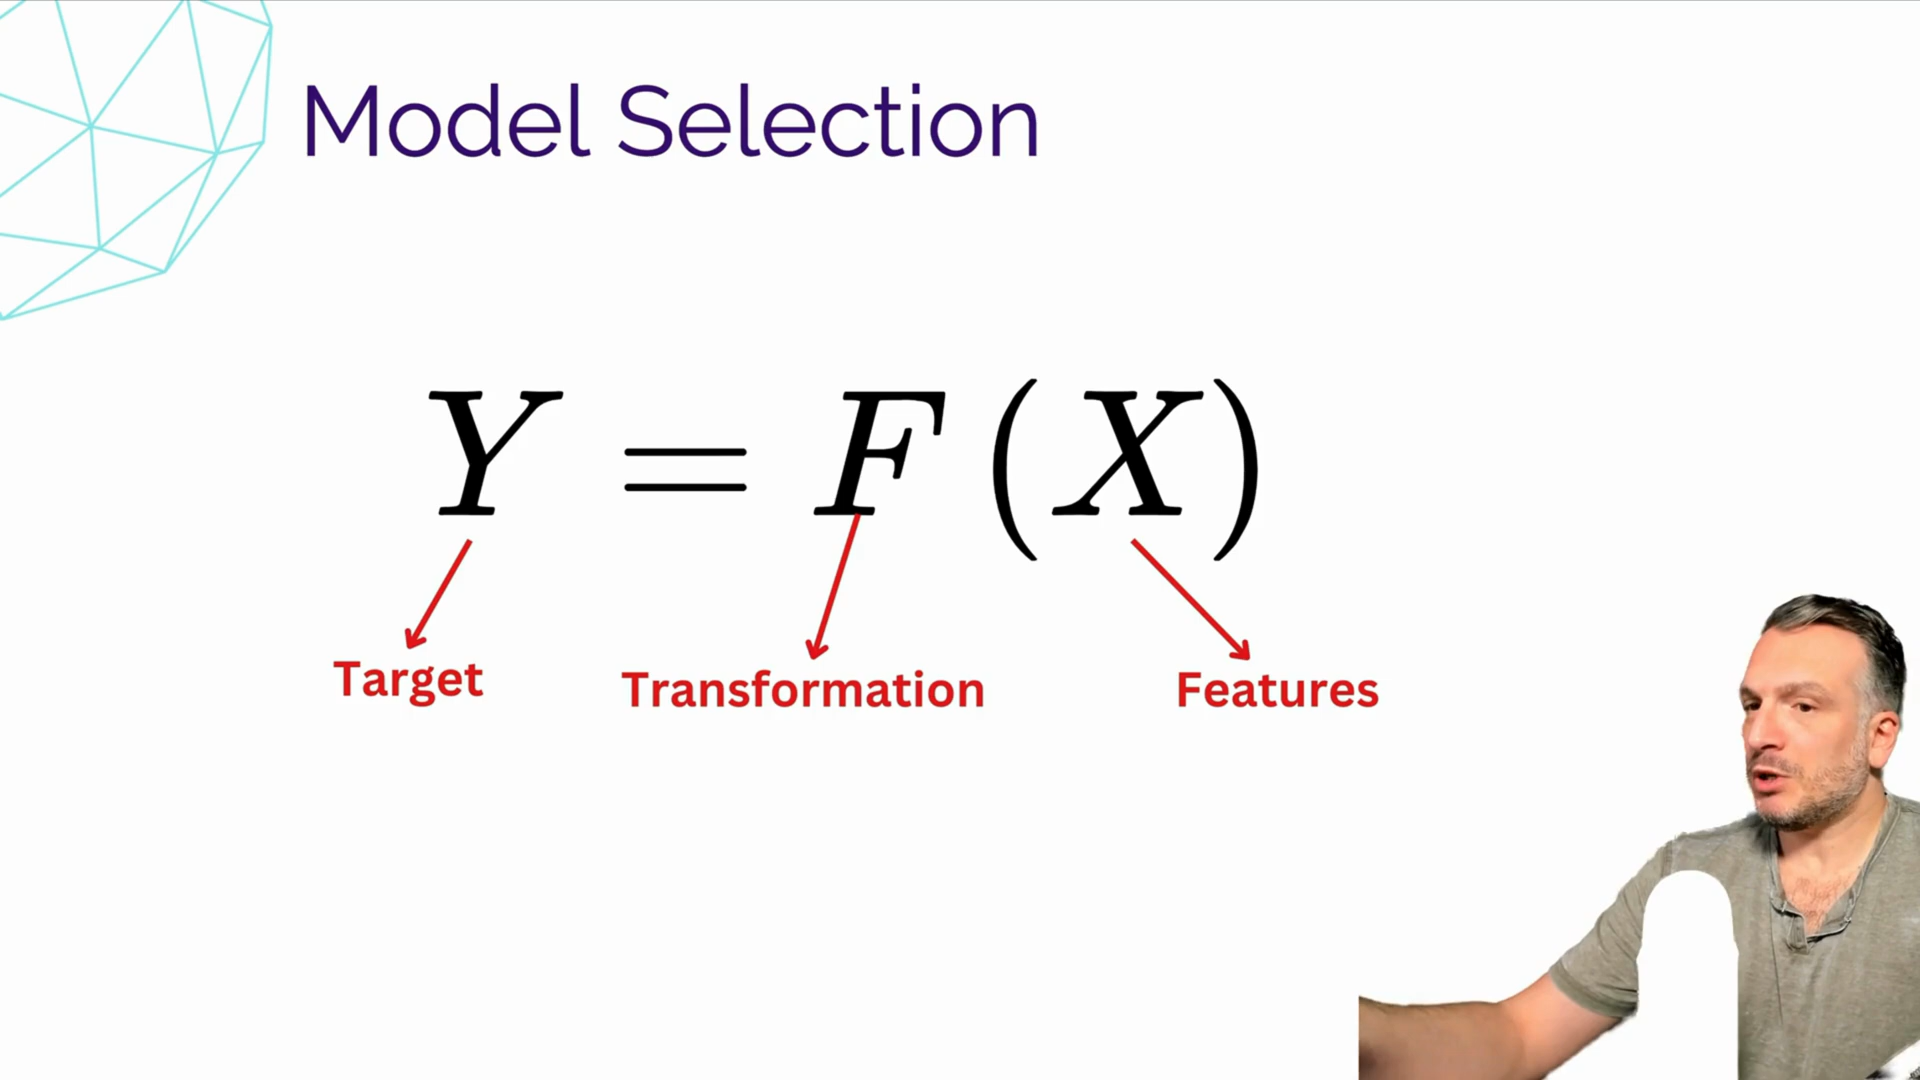 Model Selection
Y = F(X)
Target
Transformation
Features